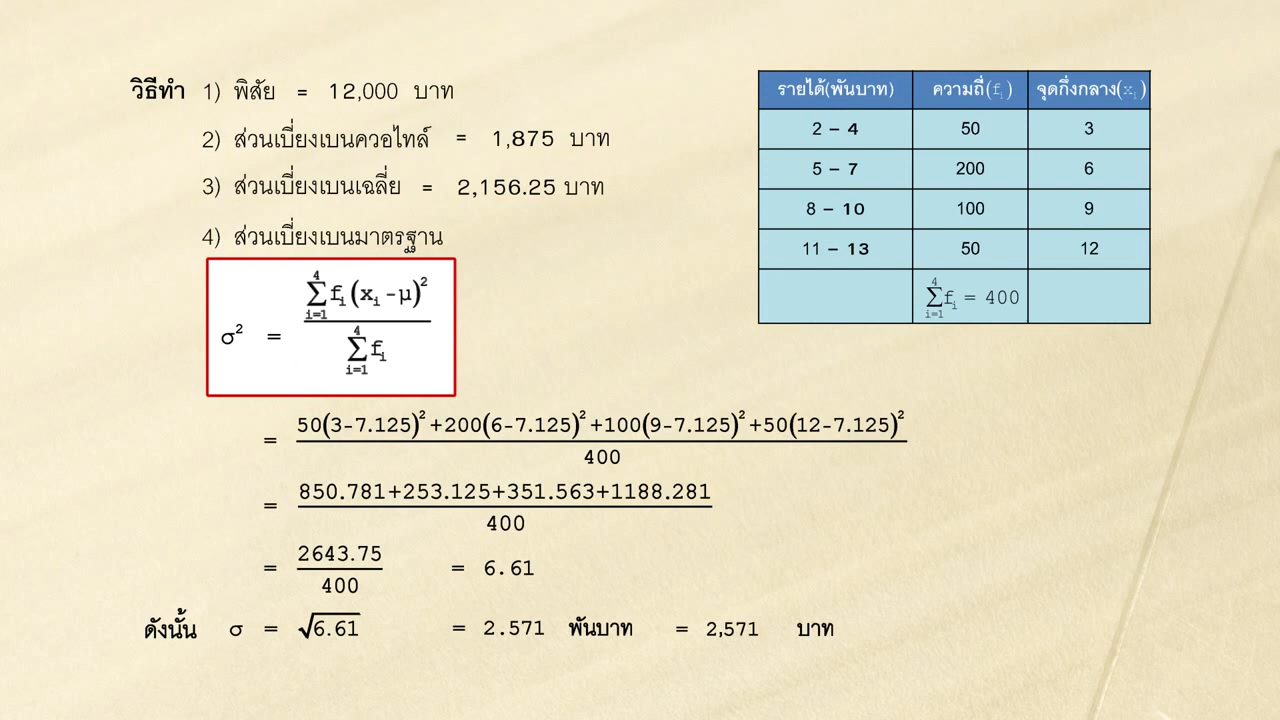 วิธีทำ 1) พิสัย = 12,000 บาท
2) ส่วนเบี่ยงเบนควอไทล์ = 1,875 บาท
3) ส่วนเบี่ยงเบนเฉลี่ย = 2,156.25 บาท
4) ส่วนเบี่ยงเบนมาตรฐาน
σ² = \frac{\sum_{i=1}^{4} f_i (x_i - μ)²}{\sum_{i=1}^{4} f_i}
= \frac{50(3-7.125)²+200(6-7.125)²+100(9-7.125)²+50(12-7.125)²}{400}
= \frac{850.781+253.125+351.563+1188.281}{400}
= \frac{2643.75}{400} = 6.61
ดังนั้น σ = √6.61 = 2.571 พันบาท = 2,571 บาท
รายได้(พันบาท) ความถี่(f_i) จุดกึ่งกลาง(x_i)
2 – 4 50 3
5 – 7 200 6
8 – 10 100 9
11 – 13 50 12
\sum_{i=1}^{4} f_i = 400